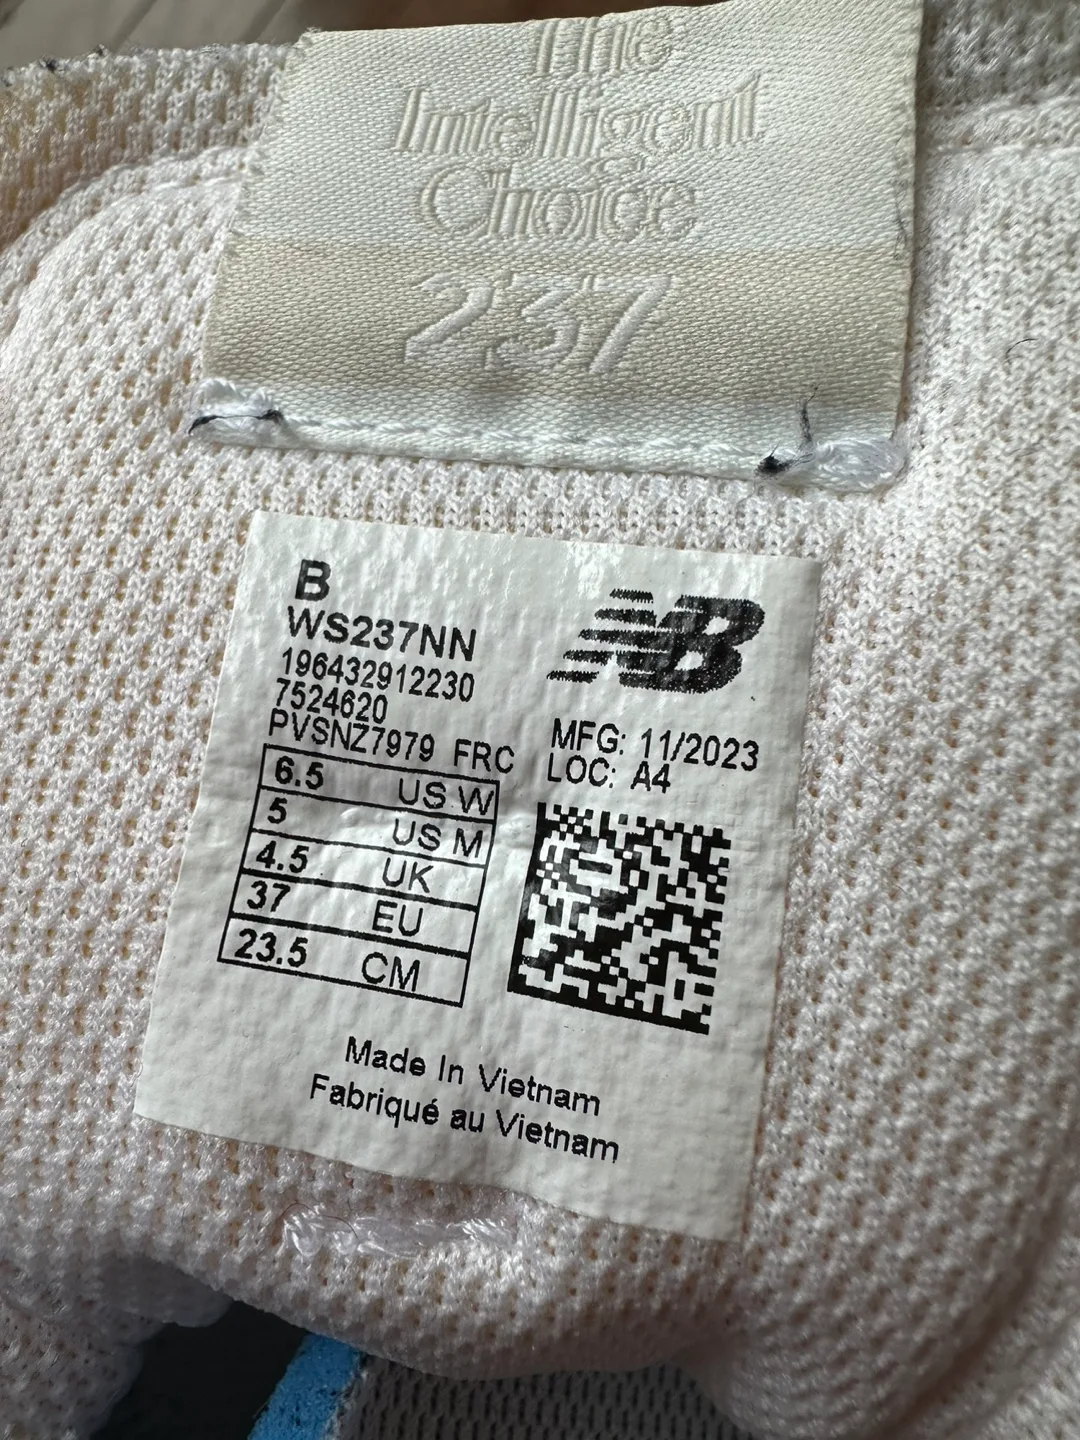 The
Intelligent
Choice
237
B
WS237NN
196432912230
7524620
PVSNZ7979 FRC
NB
MFG: 11/2023
LOC: A4
6.5 US W
5 US M
4.5 UK
37 EU
23.5 CM
Made In Vietnam
Fabriqué au Vietnam